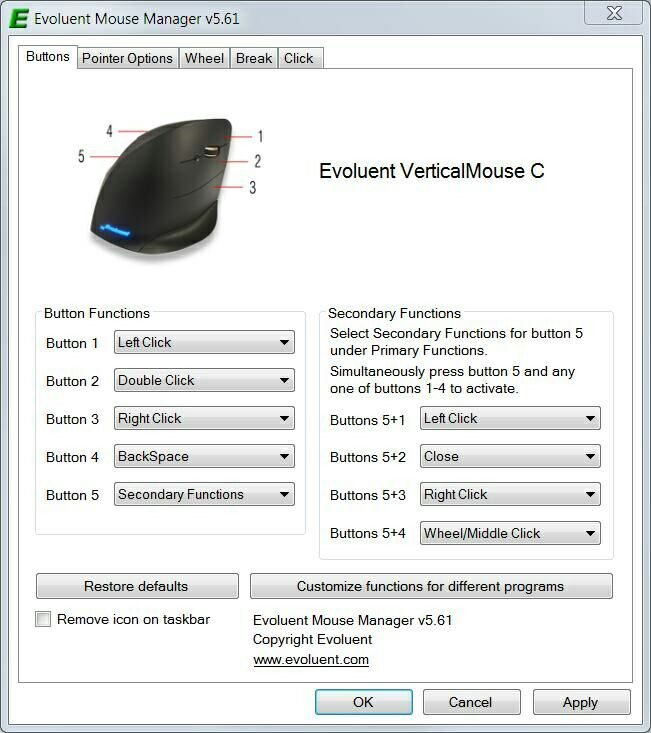 Evoluent Mouse Manager v5.61
Buttons Pointer Options Wheel Break Click
4
5
1
2
3
Evoluent
Evoluent VerticalMouse C
Button Functions
Button 1 Left Click
Button 2 Double Click
Button 3 Right Click
Button 4 BackSpace
Button 5 Secondary Functions
Secondary Functions
Select Secondary Functions for button 5
under Primary Functions.
Simultaneously press button 5 and any
one of buttons 1-4 to activate.
Buttons 5+1 Left Click
Buttons 5+2 Close
Buttons 5+3 Right Click
Buttons 5+4 Wheel/Middle Click
Restore defaults
Customize functions for different programs
Remove icon on taskbar
Evoluent Mouse Manager v5.61
Copyright Evoluent
www.evoluent.com
OK Cancel Apply